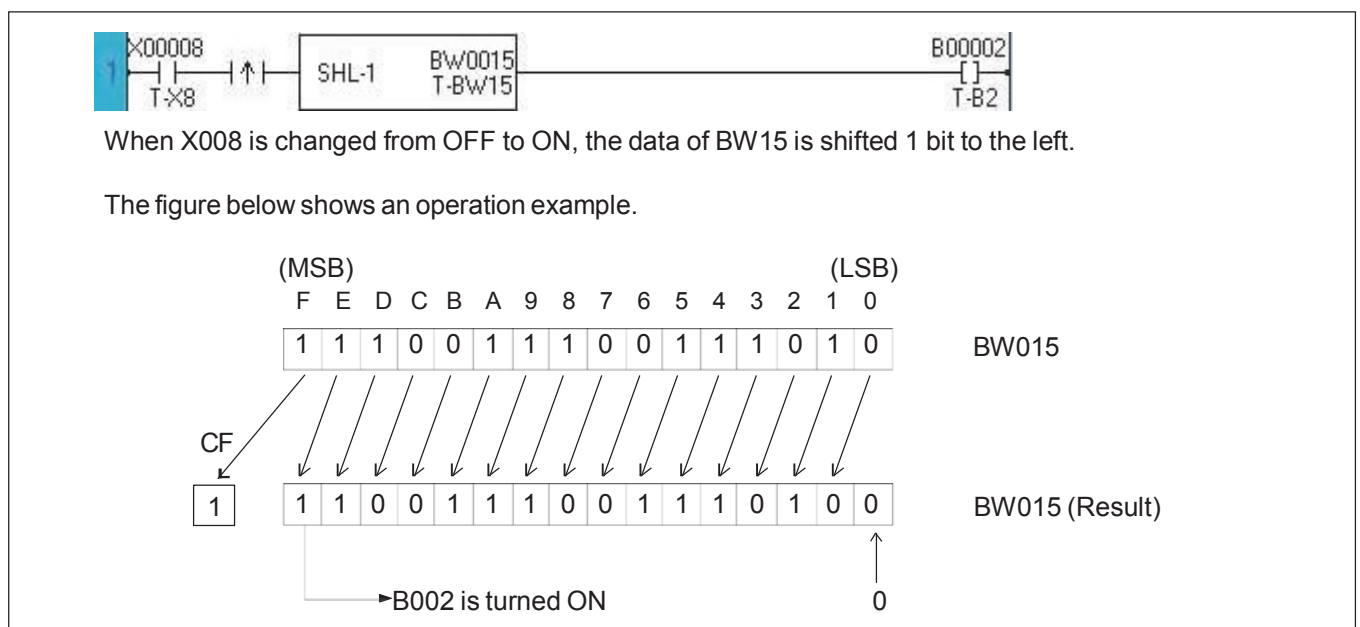 X00008 B00002
1 SHL-1 BW0015
T-X8 T-BW15 T-B2
When X008 is changed from OFF to ON, the data of BW15 is shifted 1 bit to the left.
The figure below shows an operation example.
(MSB) (LSB)
F E D C B A 9 8 7 6 5 4 3 2 1 0
1 1 1 0 0 1 1 1 0 0 1 1 1 0 1 0 BW015
CF
1 1 1 0 0 1 1 1 0 0 1 1 1 0 1 0 0 BW015 (Result)
B002 is turned ON 0